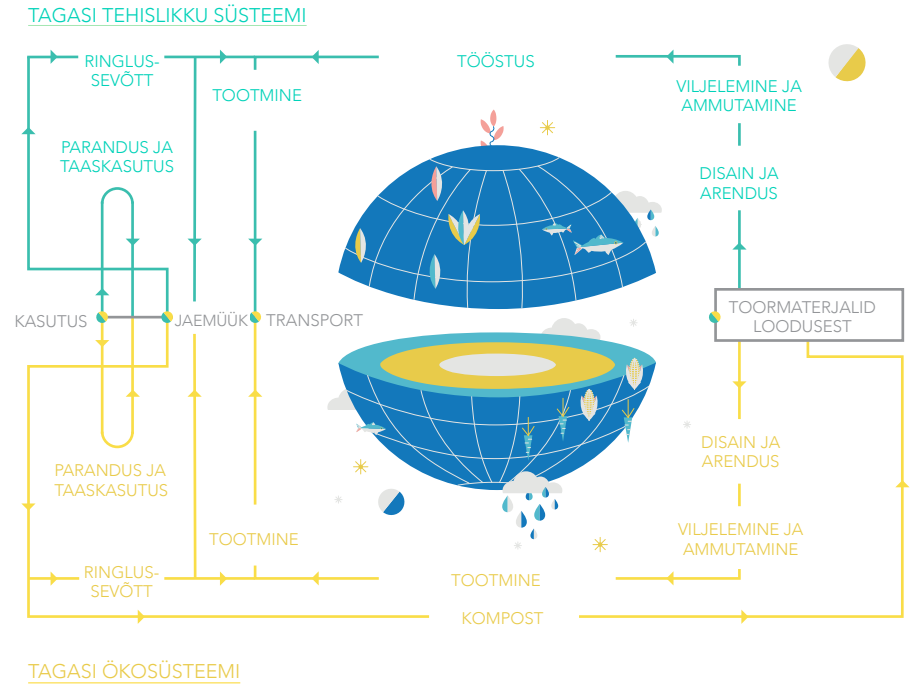 TAGASI TEHISLIKKU SÜSTEEMI
RINGLUS-
SEVÕTT
TOOTMINE
TÖÖSTUS
VILJELEMINE JA
AMMUTAMINE
PARANDUS JA
TAASKASUTUS
DISAIN JA
ARENDUS
KASUTUS
JAEMÜÜK
TRANSPORT
TOORMATERJALID
LOODUSEST
PARANDUS JA
TAASKASUTUS
DISAIN JA
ARENDUS
TOOTMINE
VILJELEMINE JA
AMMUTAMINE
RINGLUS-
SEVÕTT
TOOTMINE
KOMPOST
TAGASI ÖKOSÜSTEEMI